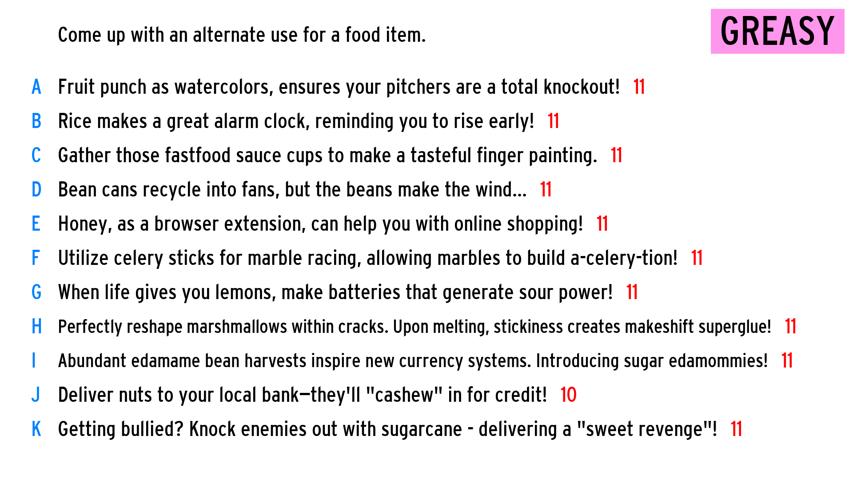 Come up with an alternate use for a food item.
GREASY
A Fruit punch as watercolors, ensures your pitchers are a total knockout! 11
B Rice makes a great alarm clock, reminding you to rise early! 11
C Gather those fastfood sauce cups to make a tasteful finger painting. 11
D Bean cans recycle into fans, but the beans make the wind... 11
E Honey, as a browser extension, can help you with online shopping! 11
F Utilize celery sticks for marble racing, allowing marbles to build a-celery-tion! 11
G When life gives you lemons, make batteries that generate sour power! 11
H Perfectly reshape marshmallows within cracks. Upon melting, stickiness creates makeshift superglue! 11
I Abundant edamame bean harvests inspire new currency systems. Introducing sugar edamommies! 11
J Deliver nuts to your local bank—they'll "cashew" in for credit! 10
K Getting bullied? Knock enemies out with sugarcane - delivering a "sweet revenge"! 11